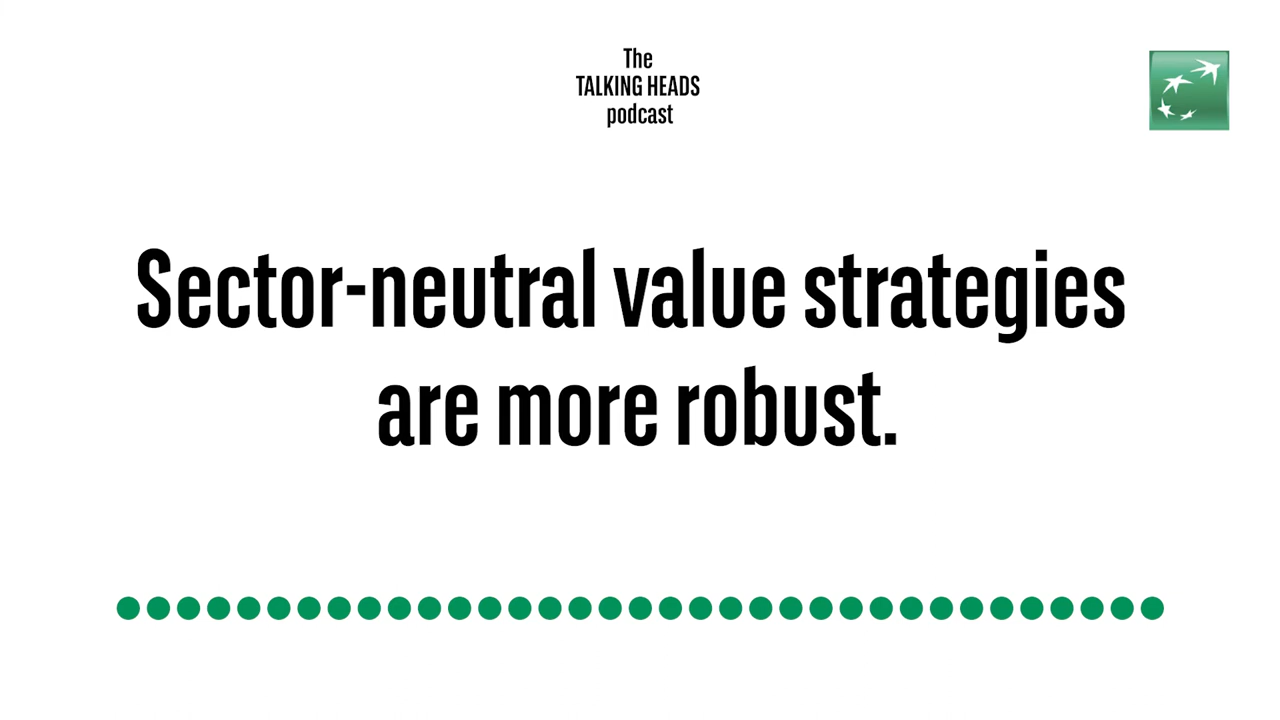 The
TALKING HEADS
podcast
Sector-neutral value strategies
are more robust.